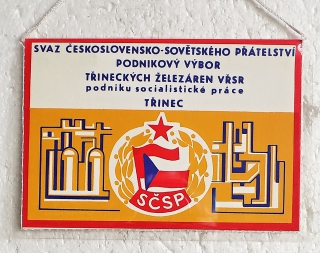 SVAZ ČESKOSLOVENSKO-SOVĚTSKÉHO PŘÁTELSTVÍ
PODNIKOVÝ VÝBOR
TŘINECKÝCH ŽELEZÁREN VŘSR
podniku socialistické práce
TŘINEC
SČSP